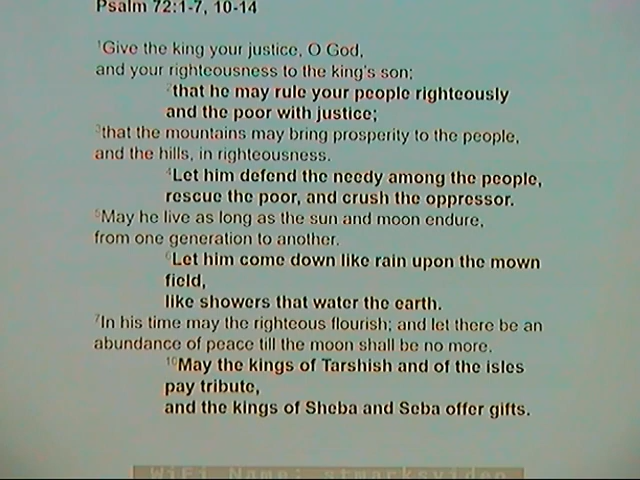 Psalm 72:1-7, 10-14
1Give the king your justice, O God,
and your righteousness to the king's son;
2that he may rule your people righteously
and the poor with justice;
3that the mountains may bring prosperity to the people,
and the hills, in righteousness.
4Let him defend the needy among the people,
rescue the poor, and crush the oppressor.
5May he live as long as the sun and moon endure,
from one generation to another.
6Let him come down like rain upon the mown
field,
like showers that water the earth.
7In his time may the righteous flourish; and let there be an
abundance of peace till the moon shall be no more.
10May the kings of Tarshish and of the isles
pay tribute,
and the kings of Sheba and Seba offer gifts.
WiFi Name: stmarksvideo